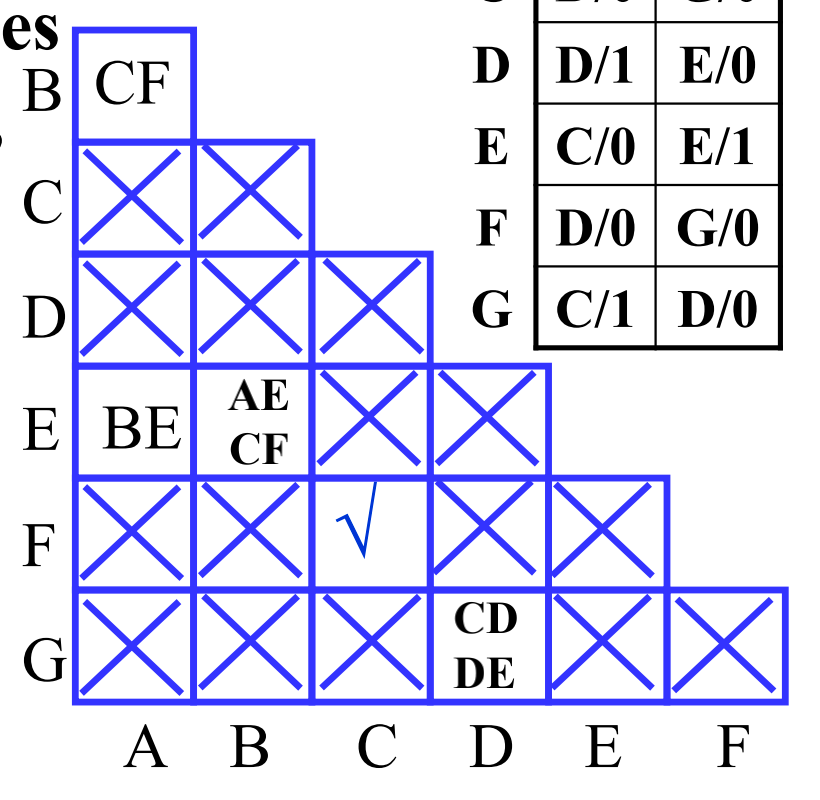 es
B CF
C
D
E BE AE CF
F √
G CD DE
A B C D E F
D D/1 E/0
E C/0 E/1
F D/0 G/0
G C/1 D/0